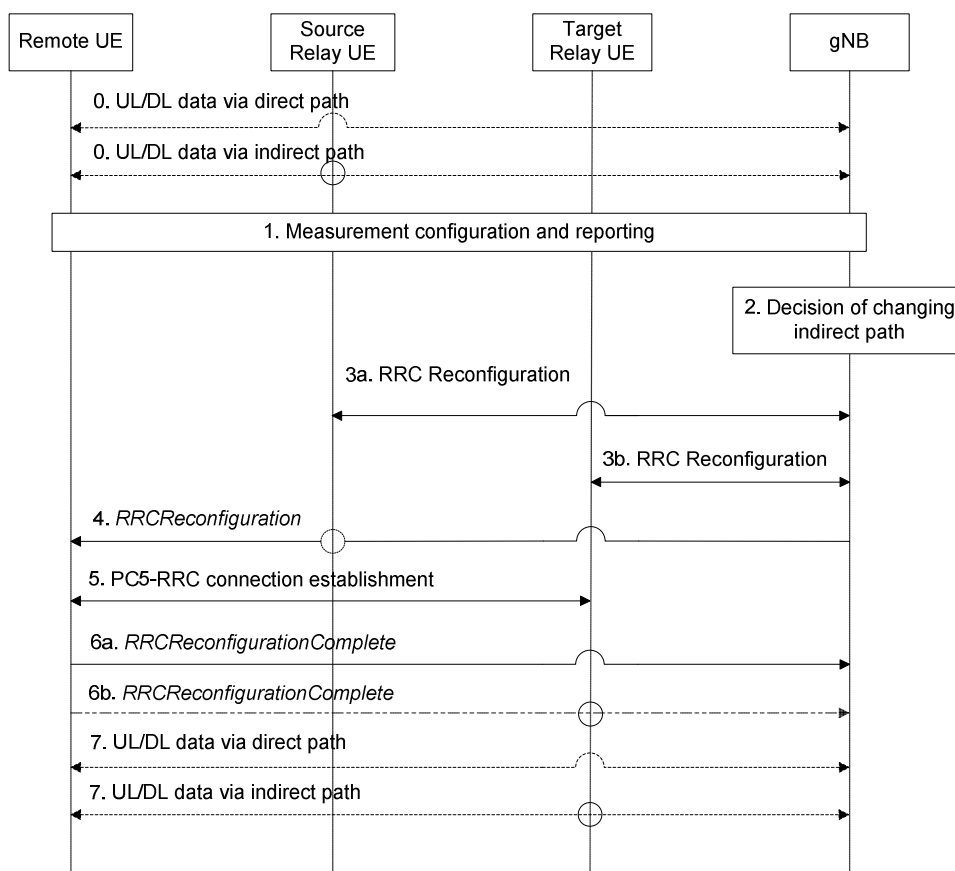 Remote UE
Source
Relay UE
Target
Relay UE
gNB
0. UL/DL data via direct path
0. UL/DL data via indirect path
1. Measurement configuration and reporting
2. Decision of changing
indirect path
3a. RRC Reconfiguration
3b. RRC Reconfiguration
4. RRCReconfiguration
5. PC5-RRC connection establishment
6a. RRCReconfigurationComplete
6b. RRCReconfigurationComplete
7. UL/DL data via direct path
7. UL/DL data via indirect path